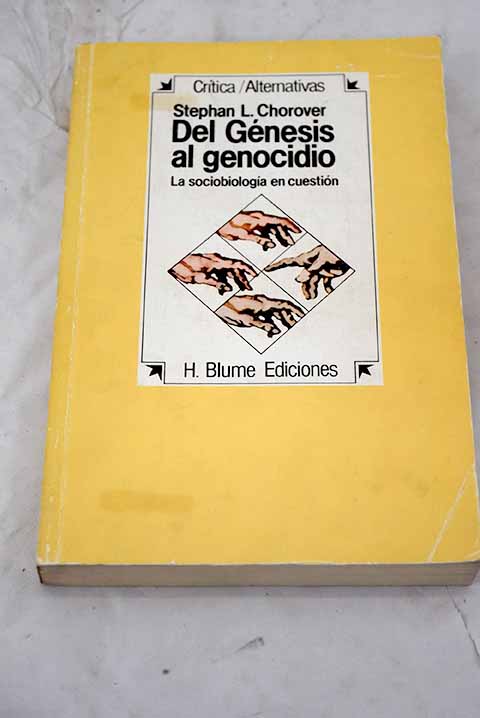 Crítica/Alternativas
Stephan L. Chorover
Del Génesis
al genocidio
La sociobiología en cuestión
H. Blume Ediciones